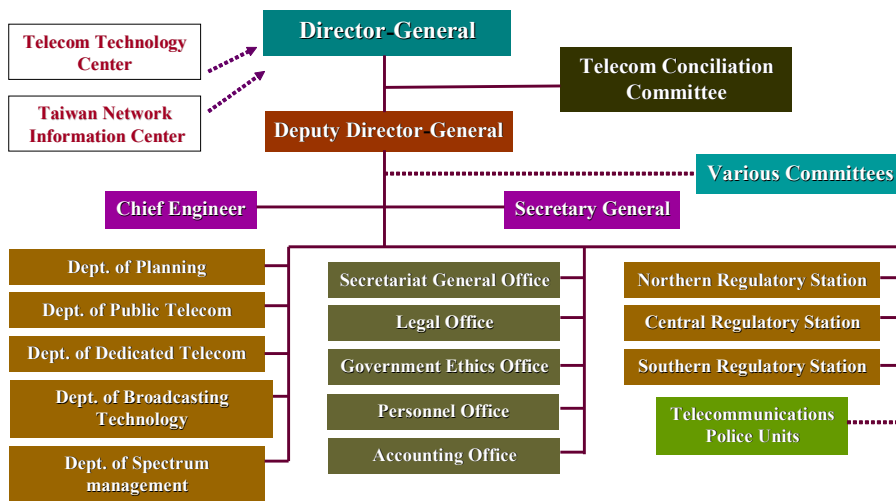 Director-General
Telecom Technology
Center
Taiwan Network
Information Center
Telecom Conciliation
Committee
Deputy Director-General
Various Committees
Chief Engineer
Secretary General
Dept. of Planning
Dept. of Public Telecom
Dept. of Dedicated Telecom
Dept. of Broadcasting
Technology
Dept. of Spectrum
management
Secretariat General Office
Legal Office
Government Ethics Office
Personnel Office
Accounting Office
Northern Regulatory Station
Central Regulatory Station
Southern Regulatory Station
Telecommunications
Police Units